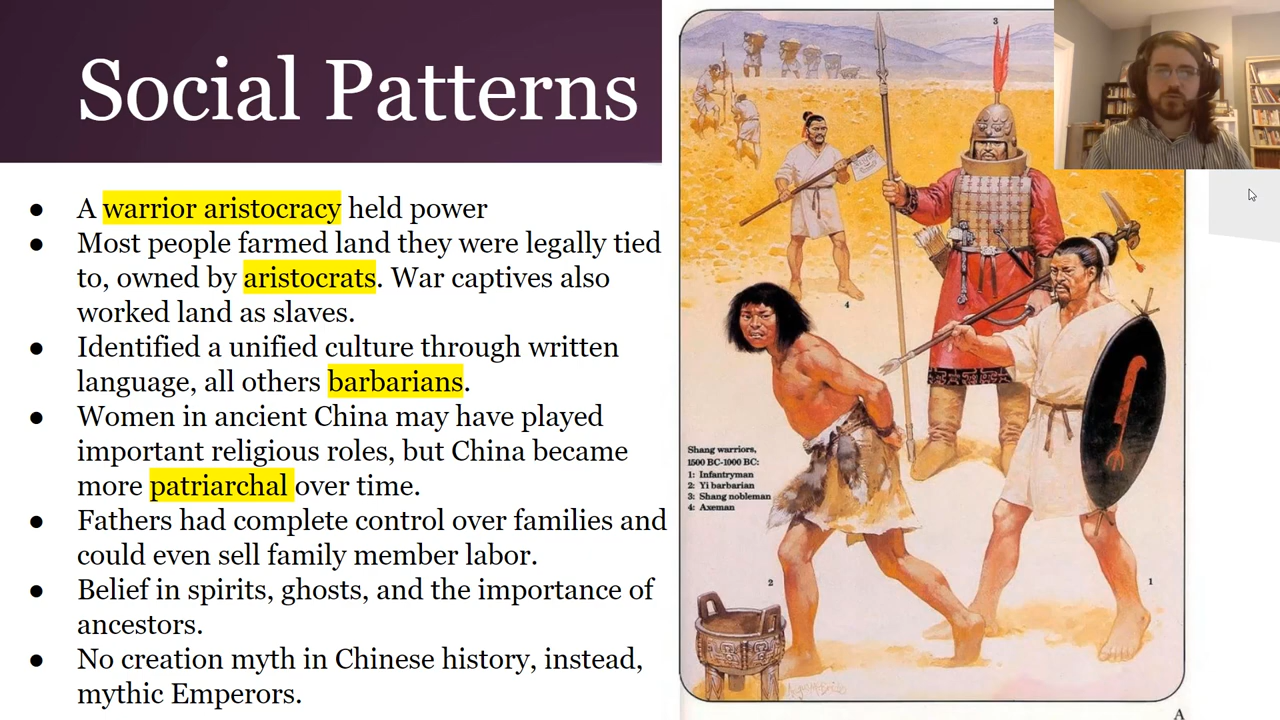 Social Patterns
● A warrior aristocracy held power
● Most people farmed land they were legally tied
to, owned by aristocrats. War captives also
worked land as slaves.
● Identified a unified culture through written
language, all others barbarians.
● Women in ancient China may have played
important religious roles, but China became
more patriarchal over time.
● Fathers had complete control over families and
could even sell family member labor.
● Belief in spirits, ghosts, and the importance of
ancestors.
● No creation myth in Chinese history, instead,
mythic Emperors.
3
4
Shang warriors,
1500 BC-1000 BC:
1: Infantryman
2: Yi barbarian
3: Shang nobleman
4: Axeman
2
1
A